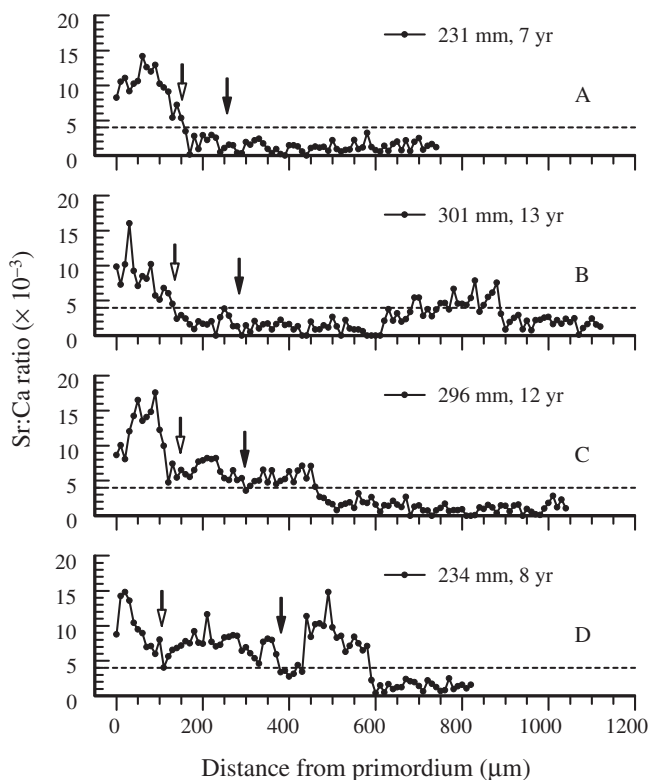 20
15
10
5
0
231 mm, 7 yr
A
20
15
10
5
0
301 mm, 13 yr
B
20
15
10
5
0
296 mm, 12 yr
C
20
15
10
5
0
234 mm, 8 yr
D
Sr:Ca ratio (× 10⁻³)
0 200 400 600 800 1000 1200
Distance from primordium (μm)